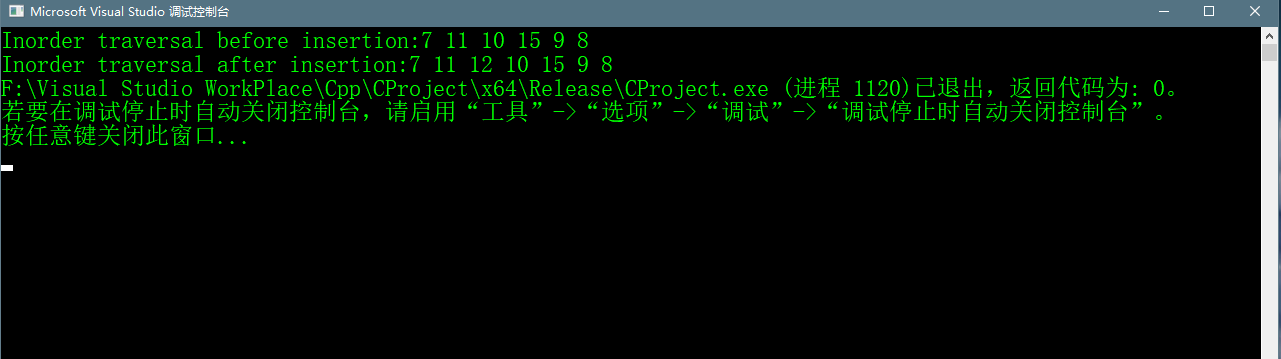 Microsoft Visual Studio 调试控制台
Inorder traversal before insertion:7 11 10 15 9 8
Inorder traversal after insertion:7 11 12 10 15 9 8
F:\Visual Studio WorkPlace\Cpp\CProject\x64\Release\CProject.exe (进程 1120)已退出，返回代码为: 0。
若要在调试停止时自动关闭控制台，请启用“工具”->“选项”->“调试”->“调试停止时自动关闭控制台”。
按任意键关闭此窗口...